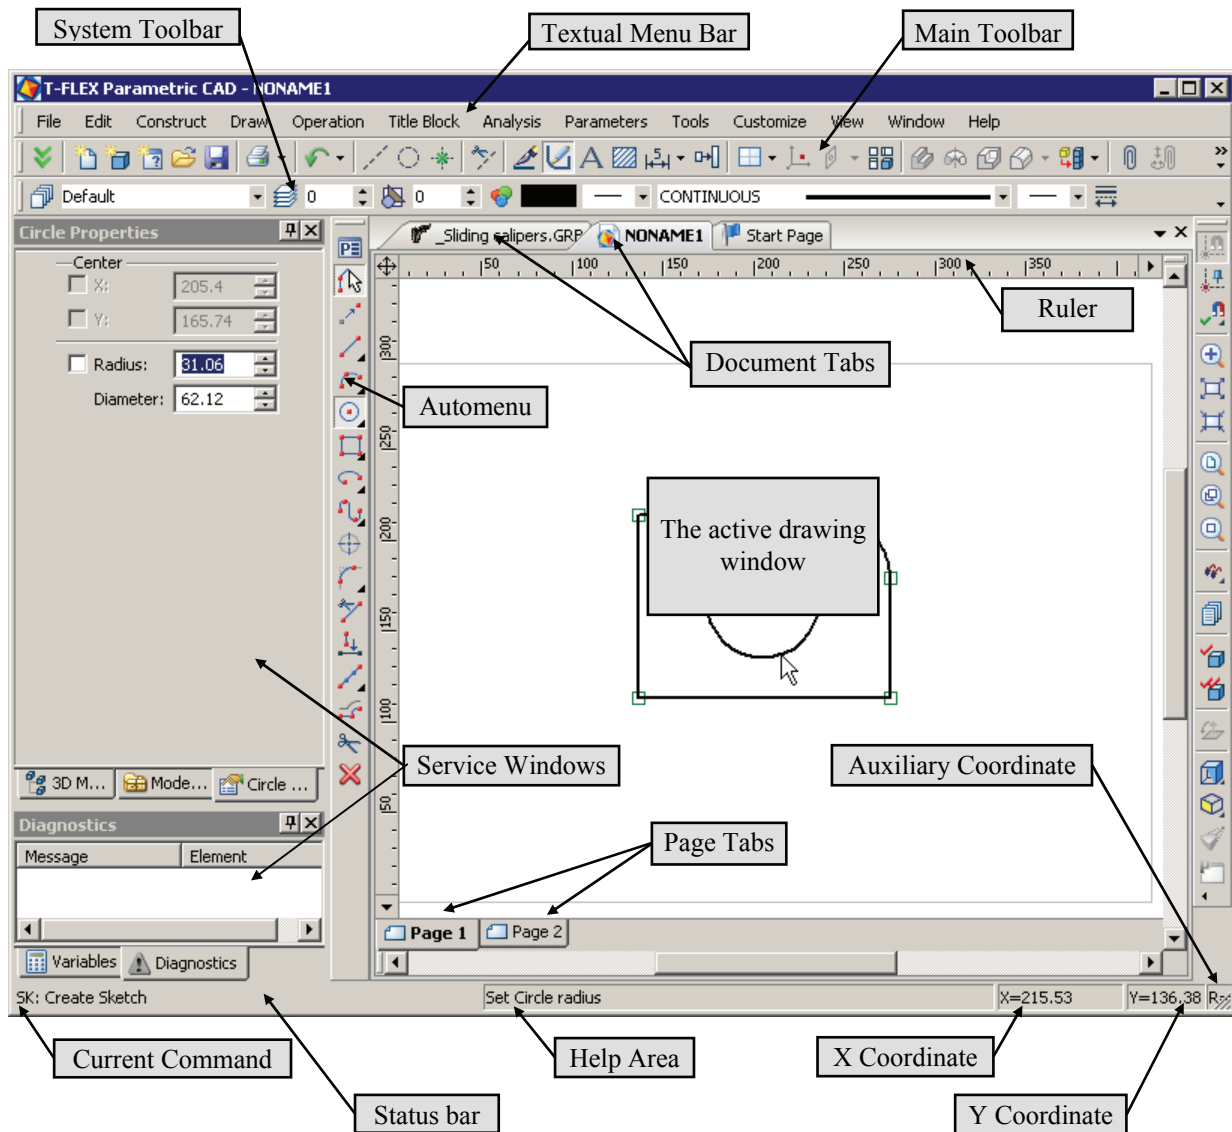 System Toolbar
Textual Menu Bar
Main Toolbar
T-FLEX Parametric CAD - NONAME1
File Edit Construct Draw Operation Title Block Analysis Parameters Tools Customize View Window Help
Default 0 0 CONTINUOUS
Circle Properties
Center
X: 205.4
Y: 165.74
Radius: 31.06
Diameter: 62.12
_Sliding calipers.GRB NONAME1 Start Page
50 100 150 200 250 300 350
300
250
200
150
100
50
Ruler
Document Tabs
Automenu
The active drawing
window
Service Windows
Auxiliary Coordinate
Page Tabs
3D M... Mode... Circle ...
Diagnostics
Message Element
Page 1 Page 2
Variables Diagnostics
SK: Create Sketch Set Circle radius X=215.53 Y=136.38
Current Command
Help Area
X Coordinate
Status bar
Y Coordinate